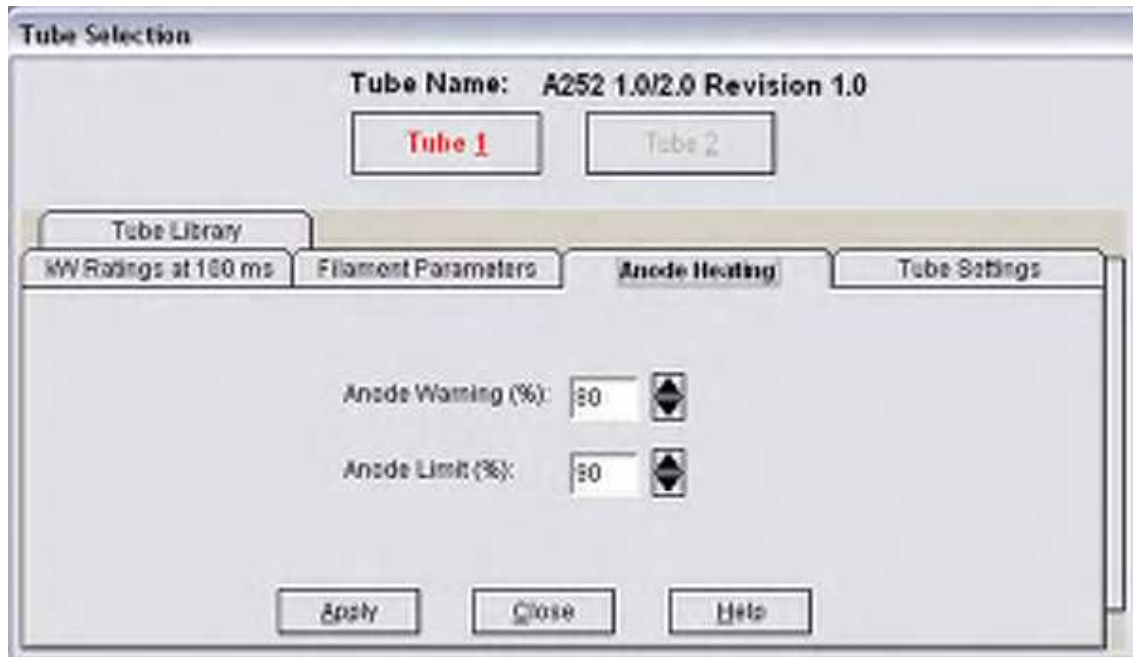 Tube Selection
Tube Name: A252 1.0/2.0 Revision 1.0
Tube 1 Tube 2
Tube Library
kW Ratings at 100 ms Filament Parameters Anode Heating Tube Settings
Anode Warning (%):
Anode Limit (%):
Apply Close Help